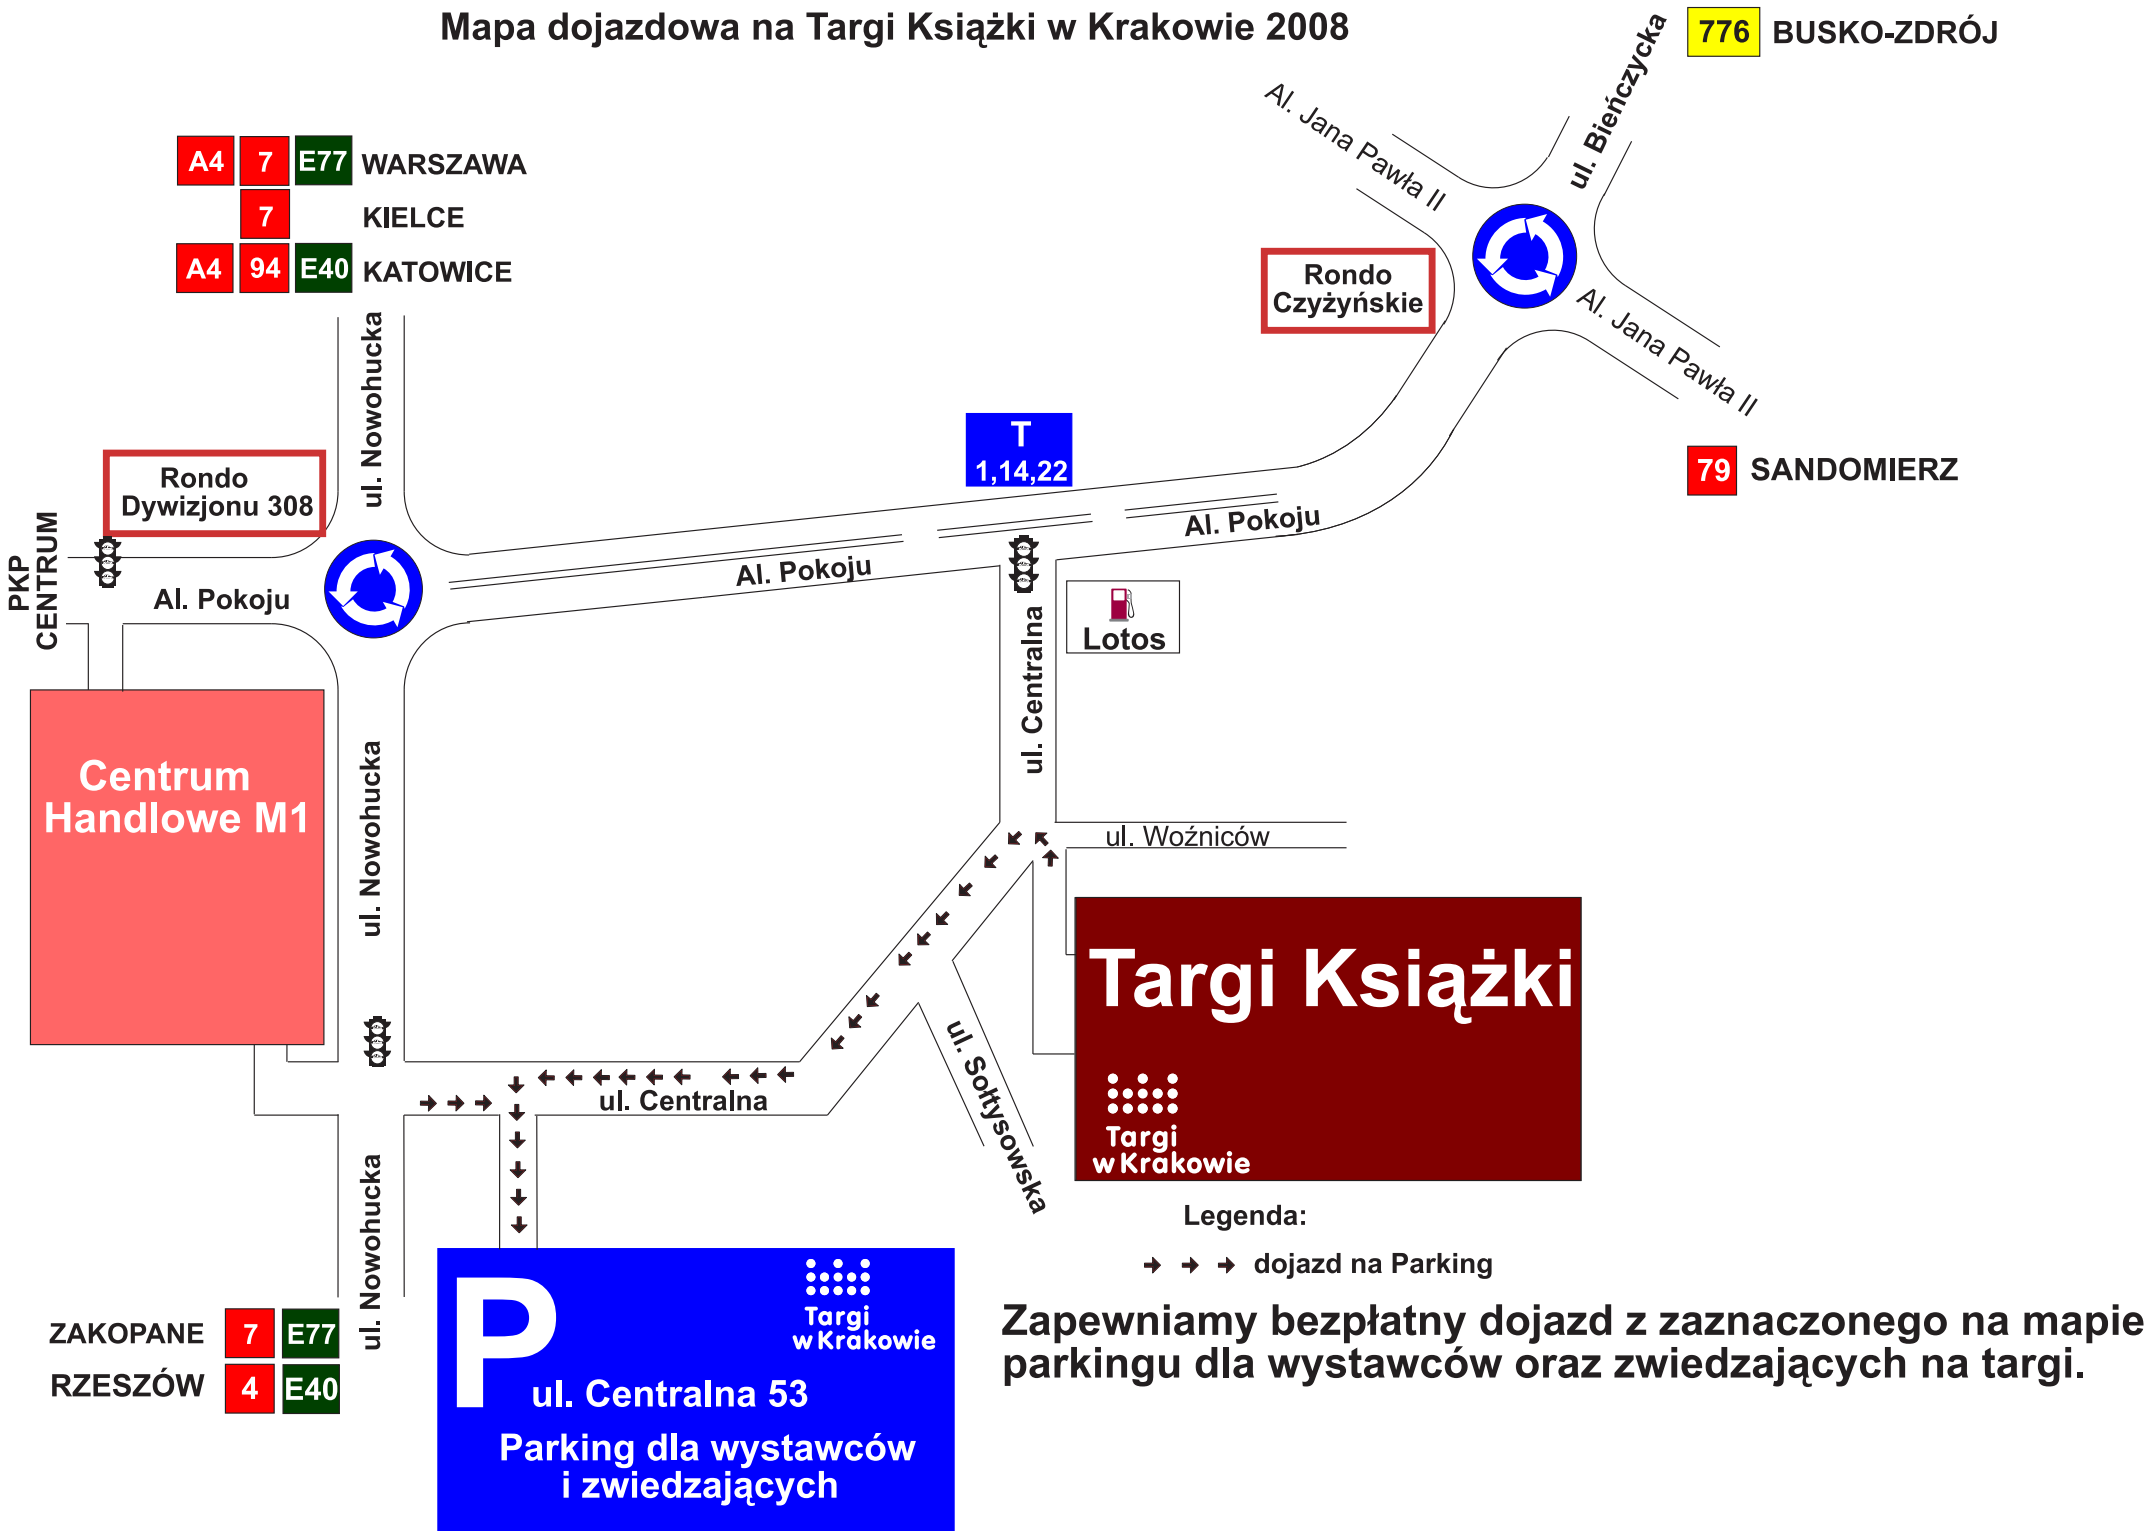 Mapa dojazdowa na Targi Książki w Krakowie 2008
776 BUSKO-ZDRÓJ
ul. Bieńczycka
Al. Jana Pawła II
A4 7 E77 WARSZAWA
7 KIELCE
A4 94 E40 KATOWICE
Rondo
Czyżyńskie
Al. Jana Pawła II
ul. Nowohucka
T
1,14,22
79 SANDOMIERZ
Rondo
Dywizjonu 308
PKP
CENTRUM
Al. Pokoju
Al. Pokoju
Al. Pokoju
Lotos
ul. Centralna
Centrum
Handlowe M1
ul. Nowohucka
ul. Woźniców
Targi Książki
ul. Sołtysowska
ul. Centralna
Targi
w Krakowie
ul. Nowohucka
Legenda:
dojazd na Parking
ZAKOPANE 7 E77
RZESZÓW 4 E40
P
Targi
w Krakowie
ul. Centralna 53
Parking dla wystawców
i zwiedzających
Zapewniamy bezpłatny dojazd z zaznaczonego na mapie
parkingu dla wystawców oraz zwiedzających na targi.